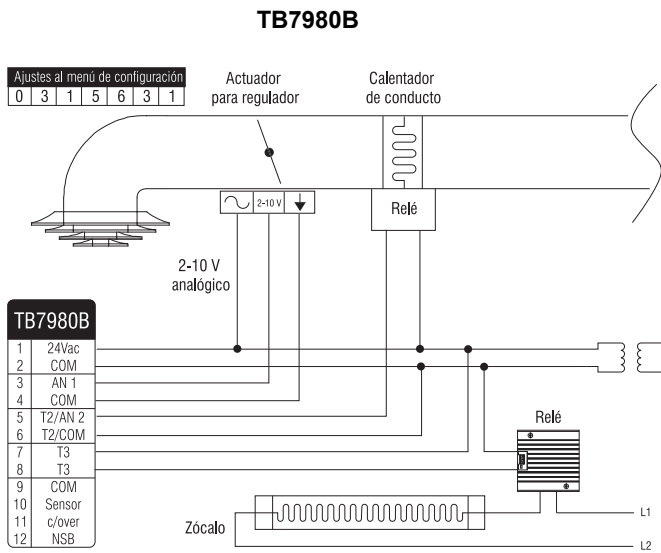 TB7980B
Ajustes al menú de configuración
0 3 1 5 6 3 1
Actuador
para regulador
Calentador
de conducto
2-10 V
Relé
2-10 V
analógico
TB7980B
1 24Vac
2 COM
3 AN 1
4 COM
5 T2/AN 2
6 T2/COM
7 T3
8 T3
9 COM
10 Sensor
11 c/over
12 NSB
Relé
Zócalo
L1
L2